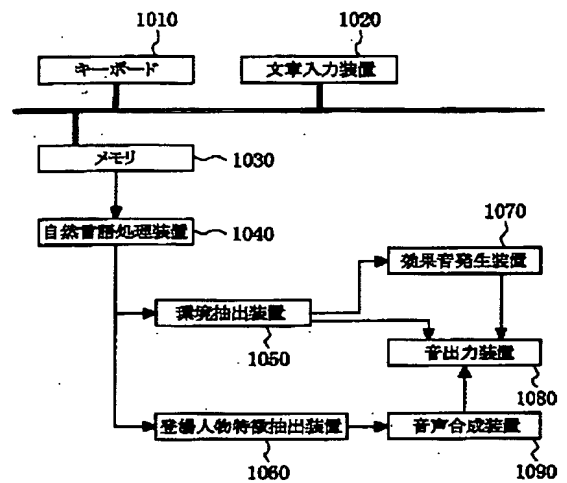 1010
1020
キーボード
文章入力装置
メモリ
1030
自然言語処理装置
1040
1070
効果音発生装置
環境抽出装置
1050
音出力装置
1080
登場人物特徴抽出装置
1060
音声合成装置
1090